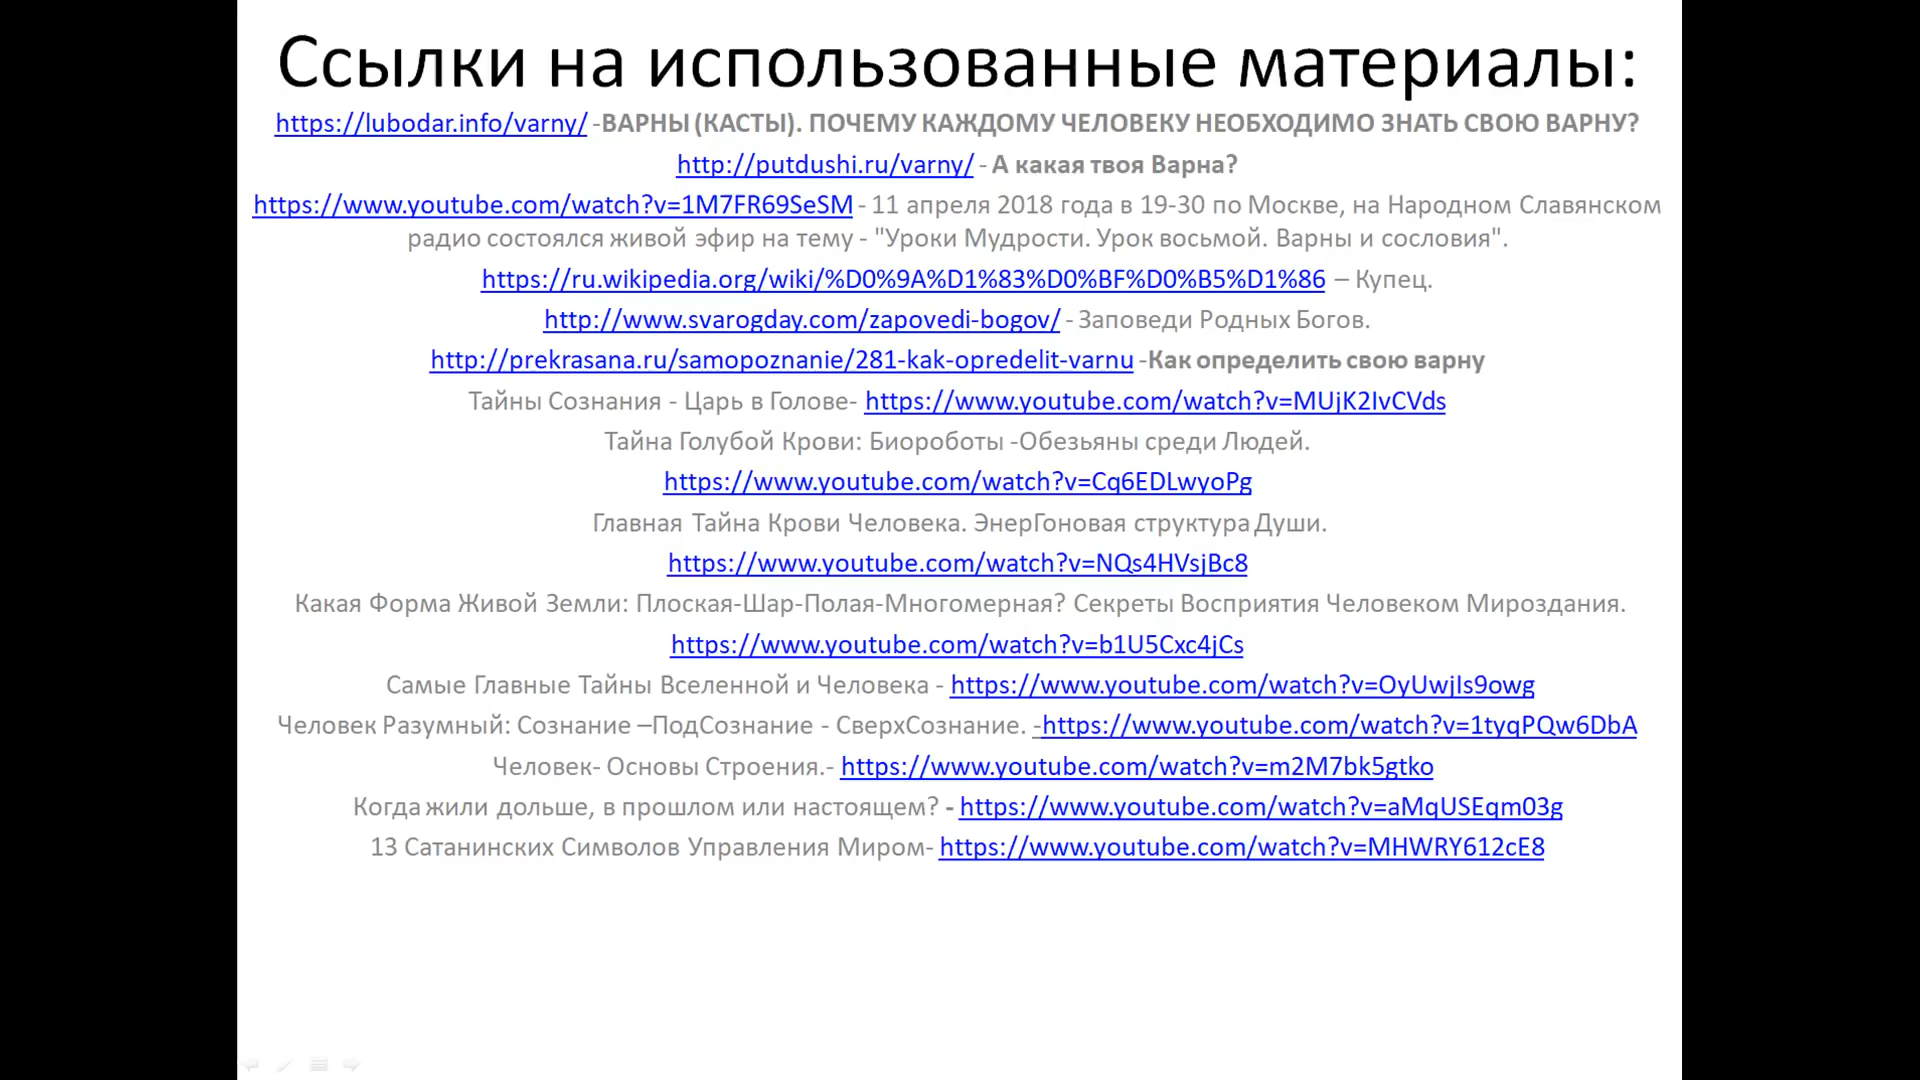 Ссылки на использованные материалы:
https://lubodar.info/varny/ -ВАРНЫ (КАСТЫ). ПОЧЕМУ КАЖДОМУ ЧЕЛОВЕКУ НЕОБХОДИМО ЗНАТЬ СВОЮ ВАРНУ?
http://putdushi.ru/varny/ - А какая твоя Варна?
https://www.youtube.com/watch?v=1M7FR69SeSM - 11 апреля 2018 года в 19-30 по Москве, на Народном Славянском
радио состоялся живой эфир на тему - "Уроки Мудрости. Урок восьмой. Варны и сословия".
https://ru.wikipedia.org/wiki/%D0%9A%D1%83%D0%BF%D0%B5%D1%86 – Купец.
http://www.svarogday.com/zapovedi-bogov/ - Заповеди Родных Богов.
http://prekrasana.ru/samopoznanie/281-kak-opredelit-varnu -Как определить свою варну
Тайны Сознания - Царь в Голове- https://www.youtube.com/watch?v=MUjK2IvCVds
Тайна Голубой Крови: Биороботы -Обезьяны среди Людей.
https://www.youtube.com/watch?v=Cq6EDLwyoPg
Главная Тайна Крови Человека. ЭнерГоновая структура Души.
https://www.youtube.com/watch?v=NQs4HVsjBc8
Какая Форма Живой Земли: Плоская-Шар-Полая-Многомерная? Секреты Восприятия Человеком Мироздания.
https://www.youtube.com/watch?v=b1U5Cxc4jCs
Самые Главные Тайны Вселенной и Человека - https://www.youtube.com/watch?v=OyUwjIs9owg
Человек Разумный: Сознание –ПодСознание - СверхСознание. -https://www.youtube.com/watch?v=1tyqPQw6DbA
Человек- Основы Строения.- https://www.youtube.com/watch?v=m2M7bk5gtko
Когда жили дольше, в прошлом или настоящем? - https://www.youtube.com/watch?v=aMqUSEqm03g
13 Сатанинских Символов Управления Миром- https://www.youtube.com/watch?v=MHWRY612cE8